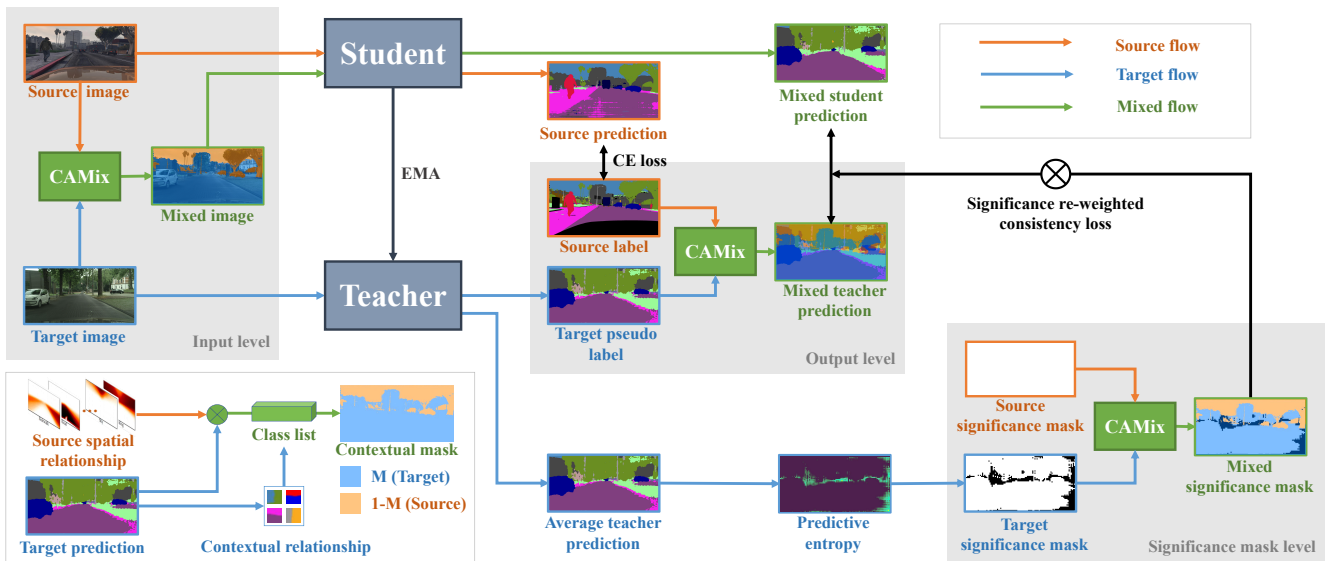 Source image
CAMix
Mixed image
Target image
Input level
Student
EMA
Teacher
Source prediction
CE loss
Source label
CAMix
Target pseudo
label
Mixed student
prediction
Mixed teacher
prediction
Output level
Source flow
Target flow
Mixed flow
Significance re-weighted
consistency loss
...
Source spatial
relationship
Class list
Contextual mask
M (Target)
1-M (Source)
Target prediction
Contextual relationship
Average teacher
prediction
Predictive
entropy
Source
significance mask
CAMix
Target
significance mask
Mixed
significance mask
Significance mask level